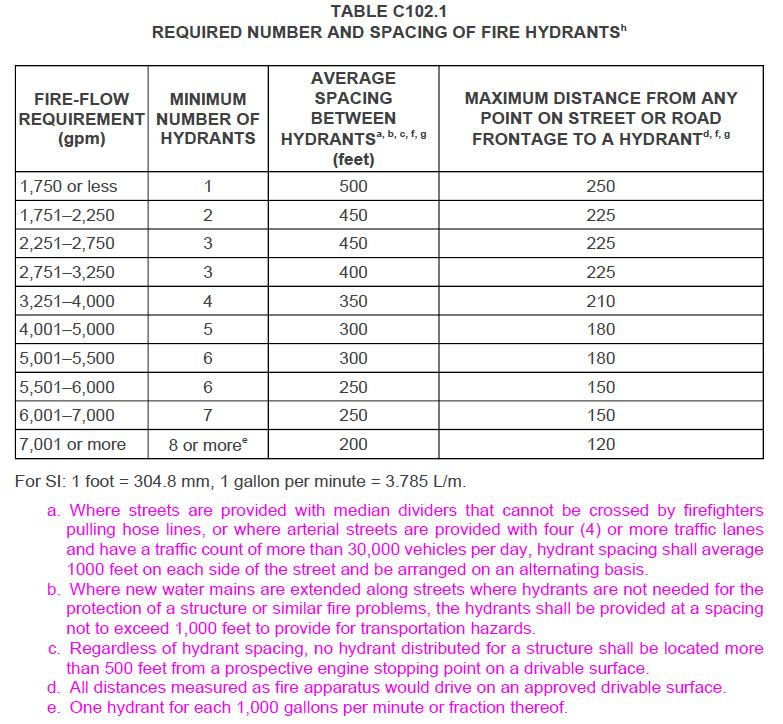 TABLE C102.1
REQUIRED NUMBER AND SPACING OF FIRE HYDRANTSʰ
FIRE-FLOW REQUIREMENT (gpm) | MINIMUM NUMBER OF HYDRANTS | AVERAGE SPACING BETWEEN HYDRANTSᵃ, ᵇ, ᶜ, ᶠ, ᵍ (feet) | MAXIMUM DISTANCE FROM ANY POINT ON STREET OR ROAD FRONTAGE TO A HYDRANTᵈ, ᶠ, ᵍ
1,750 or less | 1 | 500 | 250
1,751–2,250 | 2 | 450 | 225
2,251–2,750 | 3 | 450 | 225
2,751–3,250 | 3 | 400 | 225
3,251–4,000 | 4 | 350 | 210
4,001–5,000 | 5 | 300 | 180
5,001–5,500 | 6 | 300 | 180
5,501–6,000 | 6 | 250 | 150
6,001–7,000 | 7 | 250 | 150
7,001 or more | 8 or moreᵉ | 200 | 120
For SI: 1 foot = 304.8 mm, 1 gallon per minute = 3.785 L/m.
a. Where streets are provided with median dividers that cannot be crossed by firefighters
pulling hose lines, or where arterial streets are provided with four (4) or more traffic lanes
and have a traffic count of more than 30,000 vehicles per day, hydrant spacing shall average
1000 feet on each side of the street and be arranged on an alternating basis.
b. Where new water mains are extended along streets where hydrants are not needed for the
protection of a structure or similar fire problems, the hydrants shall be provided at a spacing
not to exceed 1,000 feet to provide for transportation hazards.
c. Regardless of hydrant spacing, no hydrant distributed for a structure shall be located more
than 500 feet from a prospective engine stopping point on a drivable surface.
d. All distances measured as fire apparatus would drive on an approved drivable surface.
e. One hydrant for each 1,000 gallons per minute or fraction thereof.